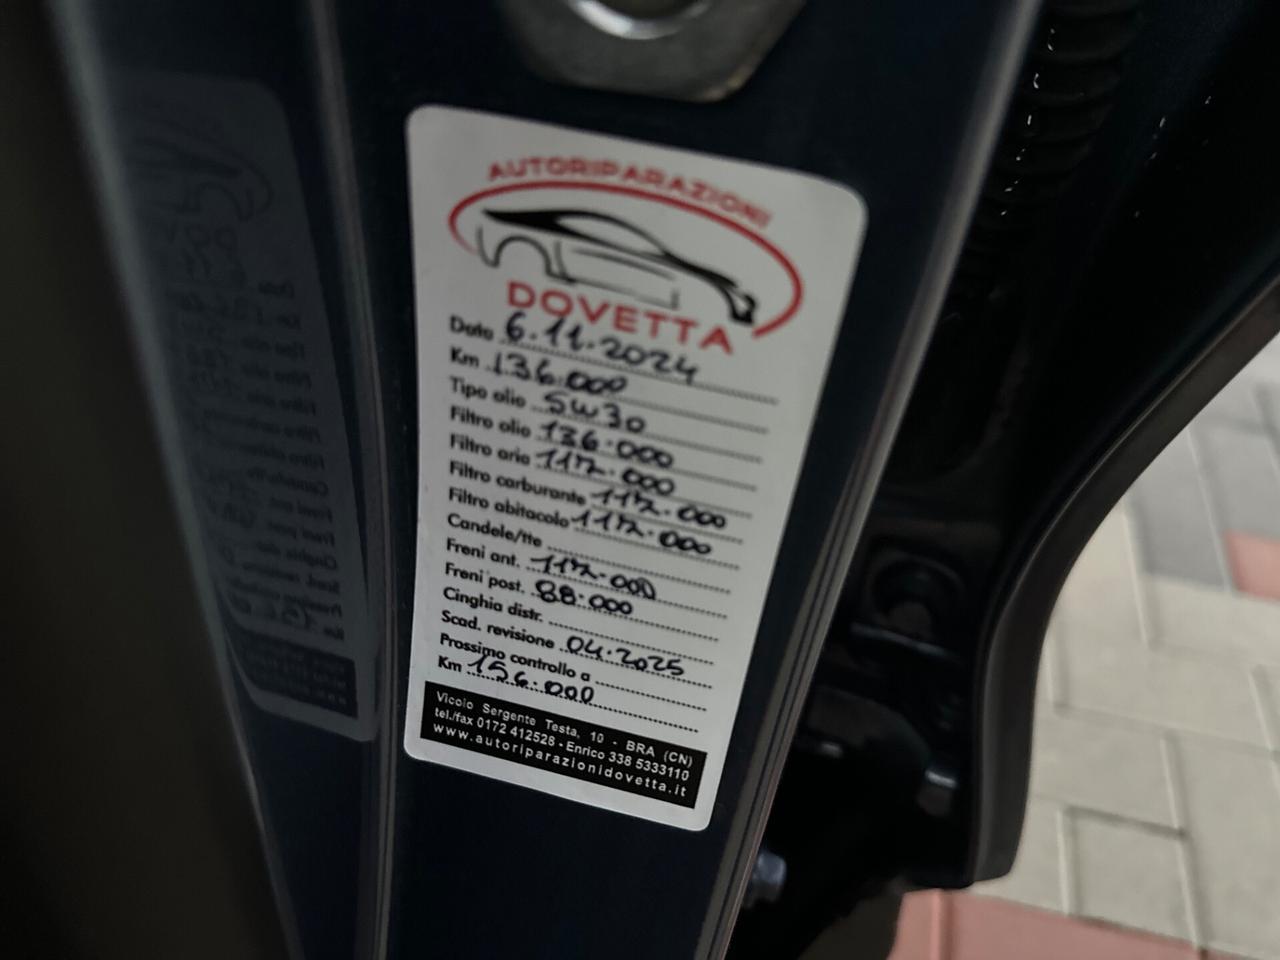 AUTORIPARAZIONI
DOVETTA
Data 6.11.2024
Km 136.000
Tipo olio 5W30
Filtro olio 136.000
Filtro aria 117.000
Filtro carburante 117.000
Filtro abitacolo 117.000
Candele/tte
Freni ant. 117.000
Freni post. 88.000
Cinghia distr.
Scad. revisione 04.2025
Prossimo controllo a
Km 156.000
Vicolo Sergente Testa, 10 - BRA (CN)
tel./fax 0172 412528 - Enrico 338 5333110
www.autoriparazionidovetta.it